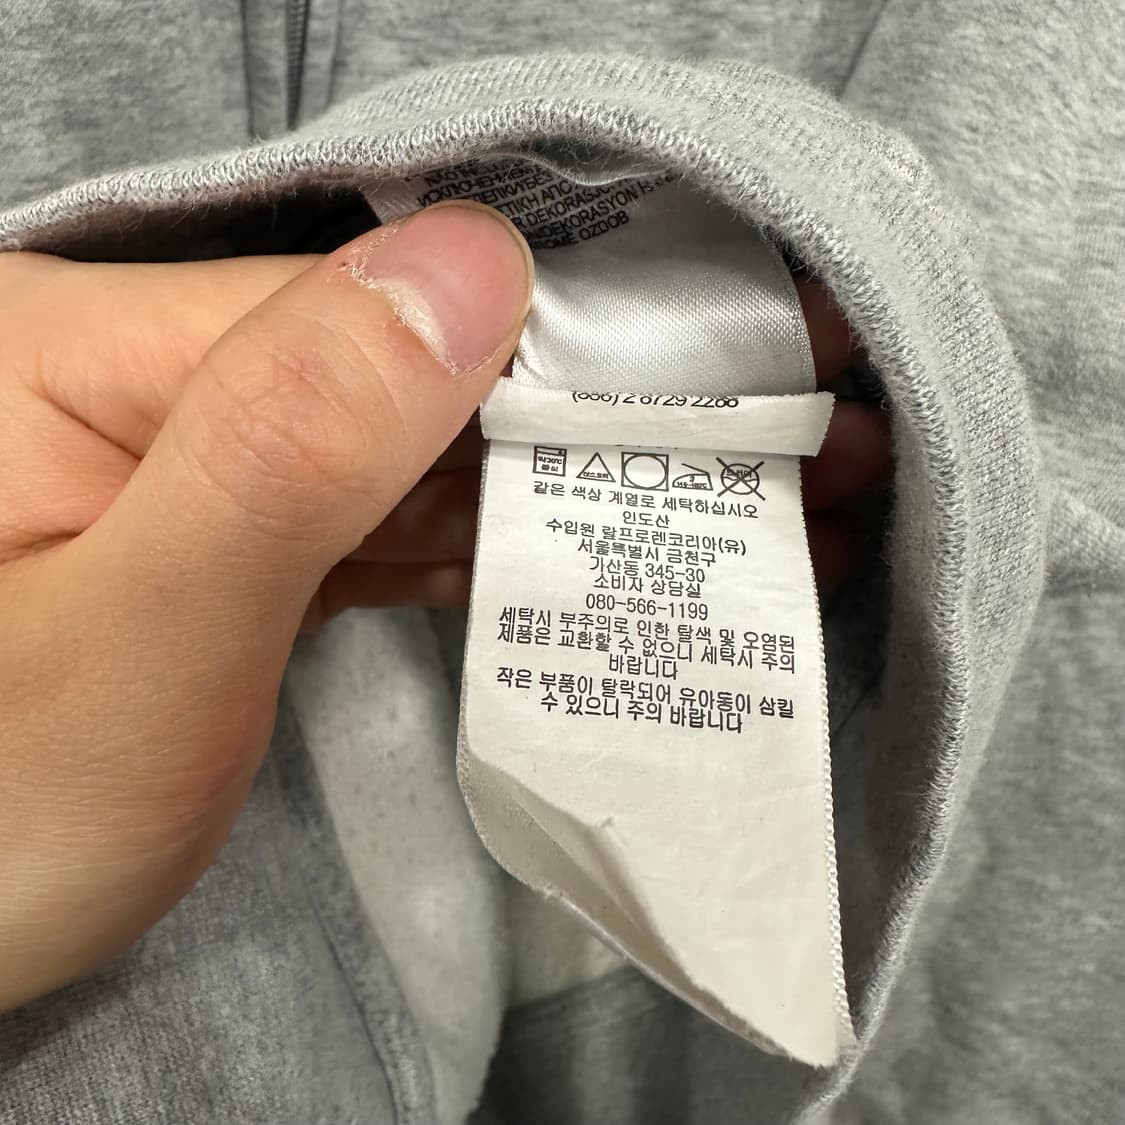 DEKORASYON
OZDOB
(886) 2 8729 2288
같은 색상 계열로 세탁하십시오
인도산
수입원 랄프로렌코리아(유)
서울특별시 금천구
가산동 345-30
소비자 상담실
080-566-1199
세탁시 부주의로 인한 탈색 및 오염된
제품은 교환할 수 없으니 세탁시 주의
바랍니다
작은 부품이 탈락되어 유아동이 삼킬
수 있으니 주의 바랍니다